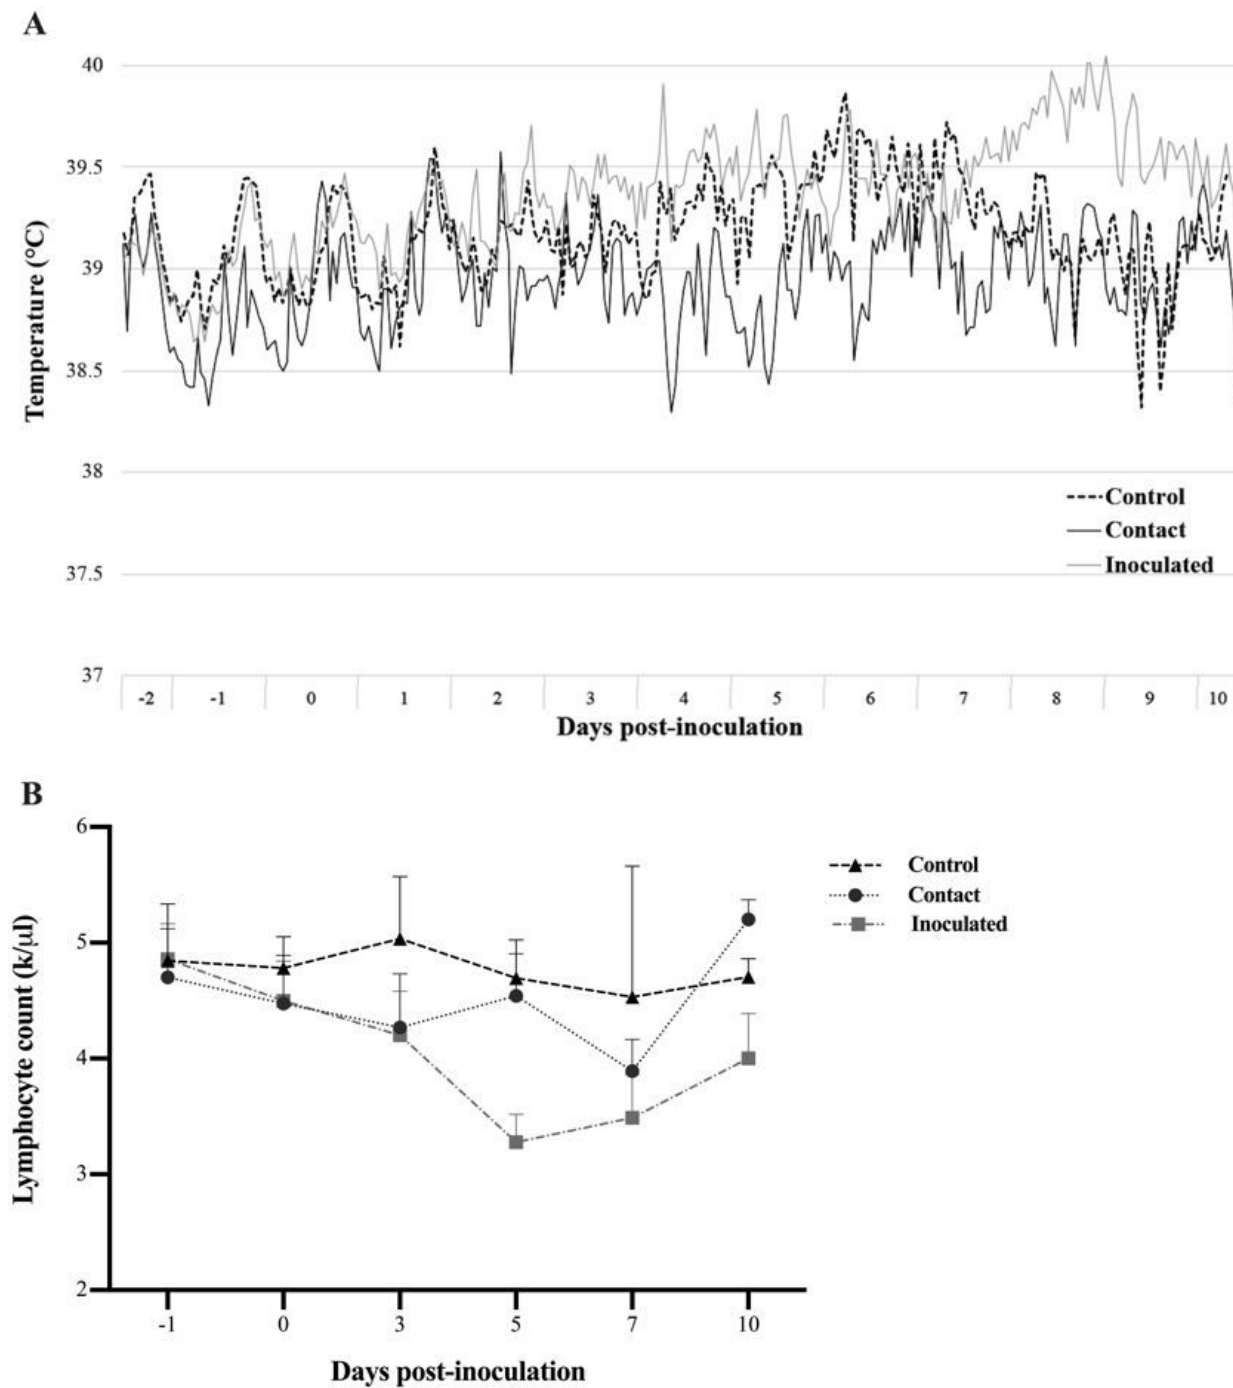 A
40
39.5
39
38.5
38
37.5
37
Temperature (°C)
Control
Contact
Inoculated
-2 -1 0 1 2 3 4 5 6 7 8 9 10
Days post-inoculation
B
6
5
4
3
2
Lymphocyte count (k/µl)
Control
Contact
Inoculated
-1 0 3 5 7 10
Days post-inoculation